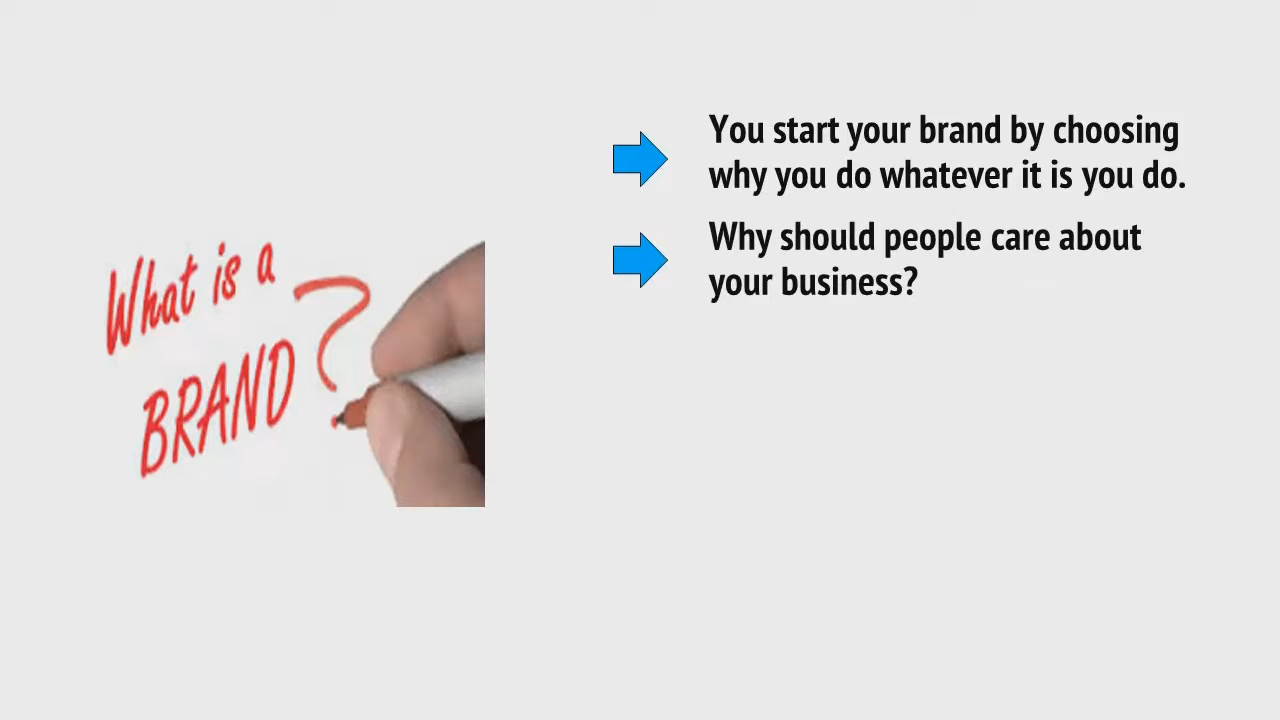 What is a
BRAND?
You start your brand by choosing
why you do whatever it is you do.
Why should people care about
your business?